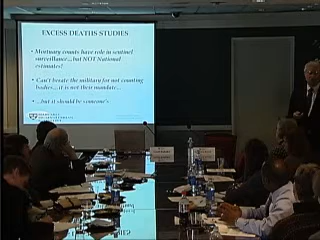 EXCESS DEATHS STUDIES
• Mortuary counts have role in sentinel
surveillance...but NOT National
estimates!
• Can't berate the military for not counting
bodies...it is not their mandate...
• ...but it should be someone's